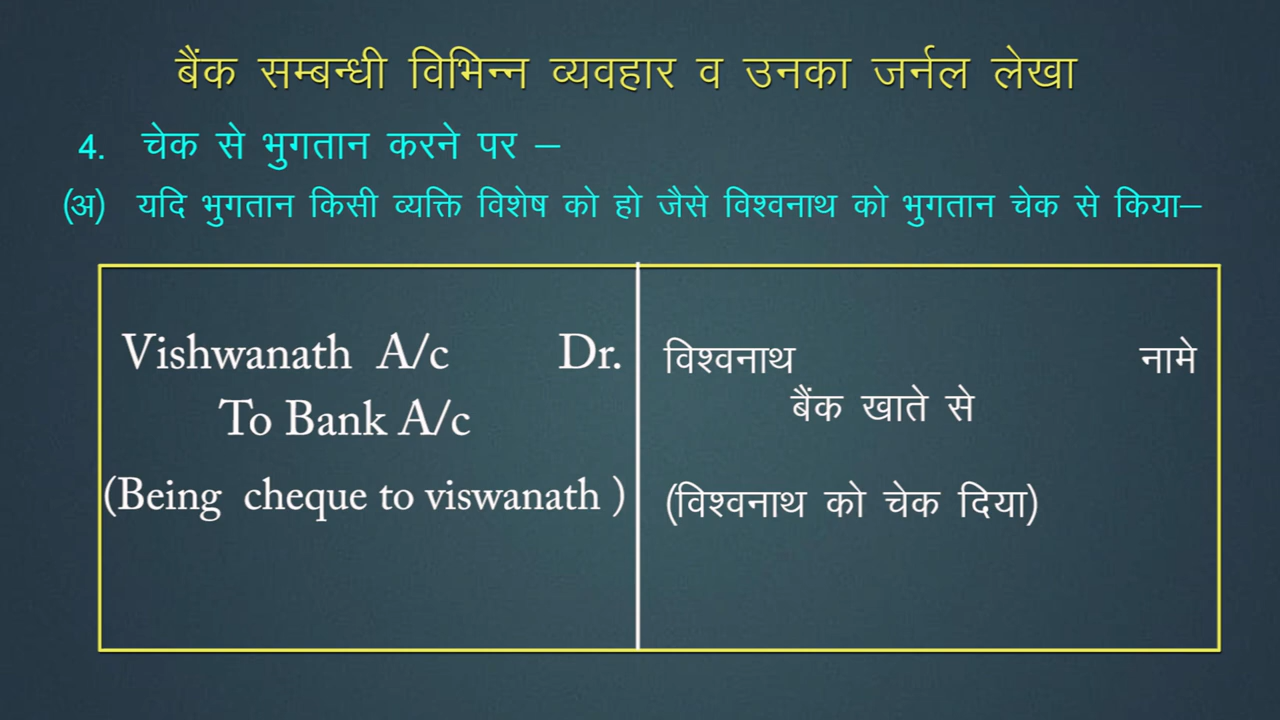 बैंक सम्बन्धी विभिन्न व्यवहार व उनका जर्नल लेखा
4. चेक से भुगतान करने पर –
(अ) यदि भुगतान किसी व्यक्ति विशेष को हो जैसे विश्वनाथ को भुगतान चेक से किया–
Vishwanath A/c Dr.
To Bank A/c
(Being cheque to viswanath )
विश्वनाथ नामे
बैंक खाते से
(विश्वनाथ को चेक दिया)